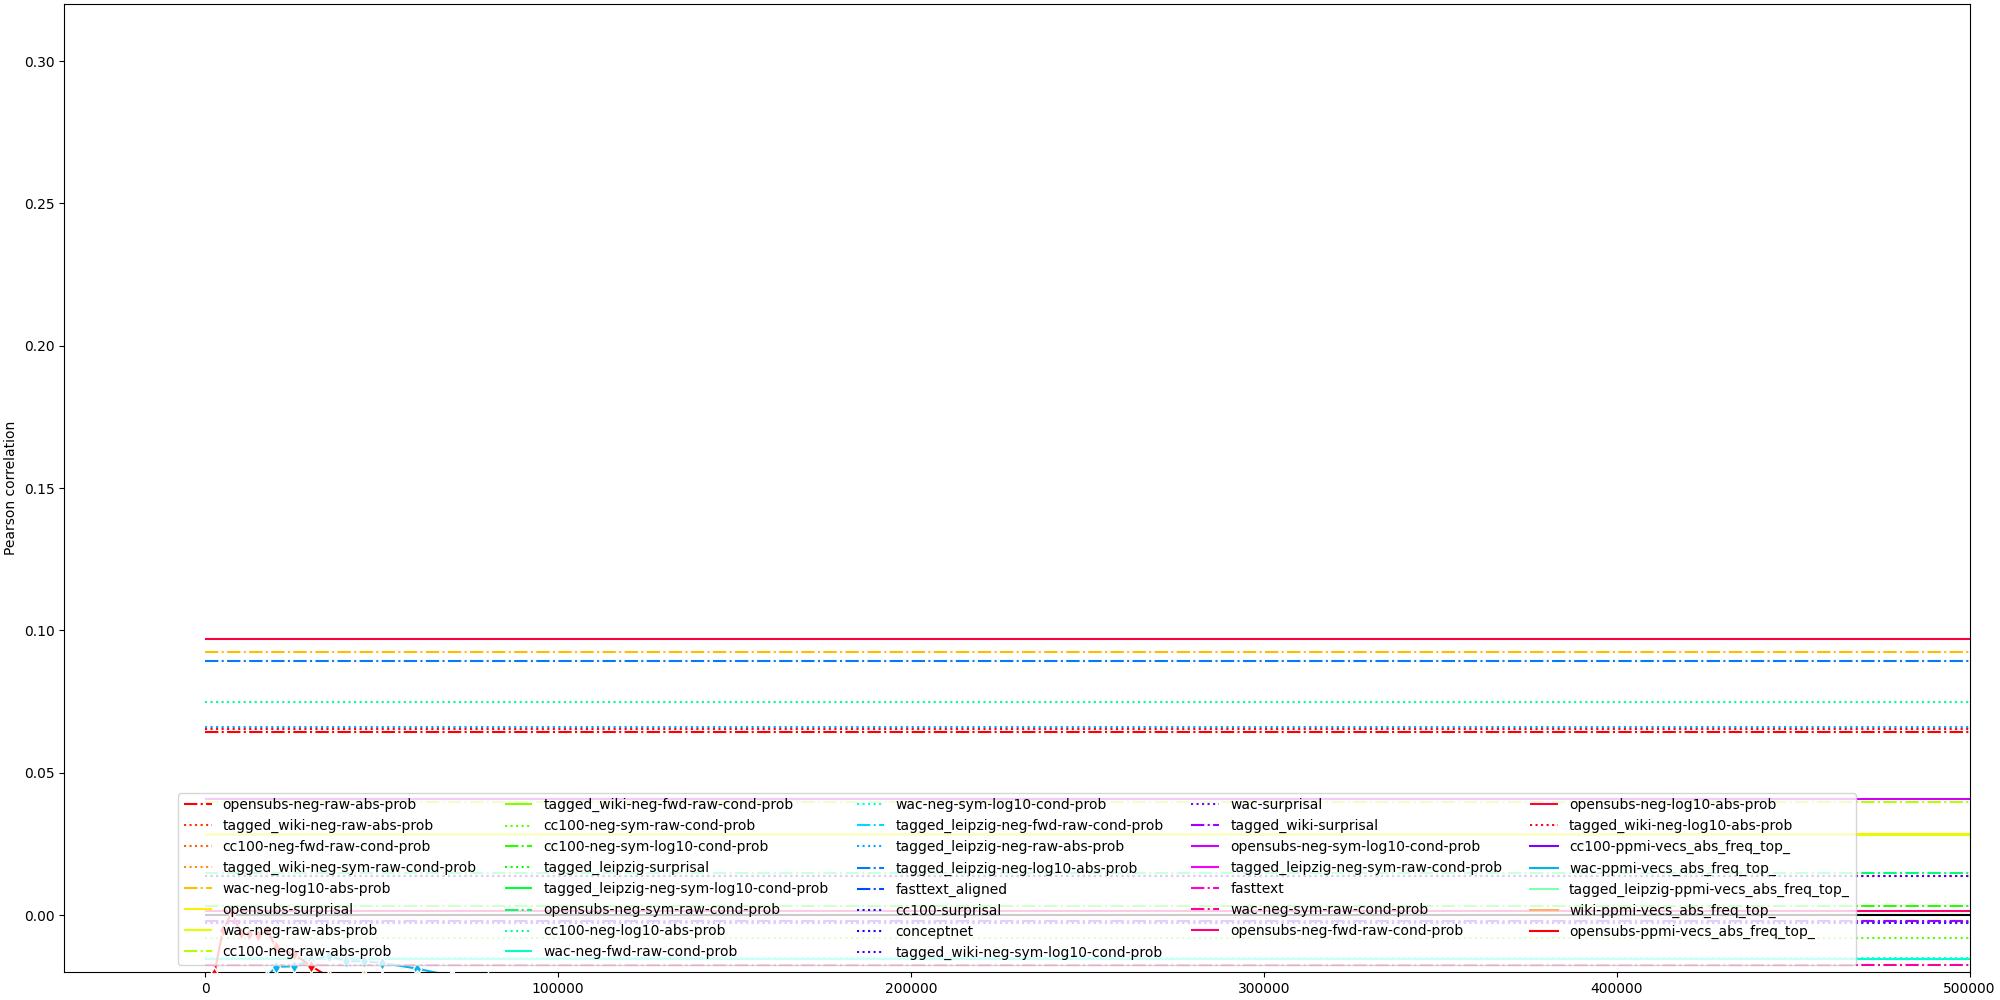 0.30
0.25
0.20
0.15
0.10
0.05
0.00
Pearson correlation
opensubs-neg-raw-abs-prob
tagged_wiki-neg-raw-abs-prob
cc100-neg-fwd-raw-cond-prob
tagged_wiki-neg-sym-raw-cond-prob
wac-neg-log10-abs-prob
opensubs-surprisal
wac-neg-raw-abs-prob
cc100-neg-raw-abs-prob
tagged_wiki-neg-fwd-raw-cond-prob
cc100-neg-sym-raw-cond-prob
cc100-neg-sym-log10-cond-prob
tagged_leipzig-surprisal
tagged_leipzig-neg-sym-log10-cond-prob
opensubs-neg-sym-raw-cond-prob
cc100-neg-log10-abs-prob
wac-neg-fwd-raw-cond-prob
wac-neg-sym-log10-cond-prob
tagged_leipzig-neg-fwd-raw-cond-prob
tagged_leipzig-neg-raw-abs-prob
tagged_leipzig-neg-log10-abs-prob
fasttext_aligned
cc100-surprisal
conceptnet
tagged_wiki-neg-sym-log10-cond-prob
wac-surprisal
tagged_wiki-surprisal
opensubs-neg-sym-log10-cond-prob
tagged_leipzig-neg-sym-raw-cond-prob
fasttext
wac-neg-sym-raw-cond-prob
opensubs-neg-fwd-raw-cond-prob
opensubs-neg-log10-abs-prob
tagged_wiki-neg-log10-abs-prob
cc100-ppmi-vecs_abs_freq_top_
wac-ppmi-vecs_abs_freq_top_
tagged_leipzig-ppmi-vecs_abs_freq_top_
wiki-ppmi-vecs_abs_freq_top_
opensubs-ppmi-vecs_abs_freq_top_
0
100000
200000
300000
400000
500000